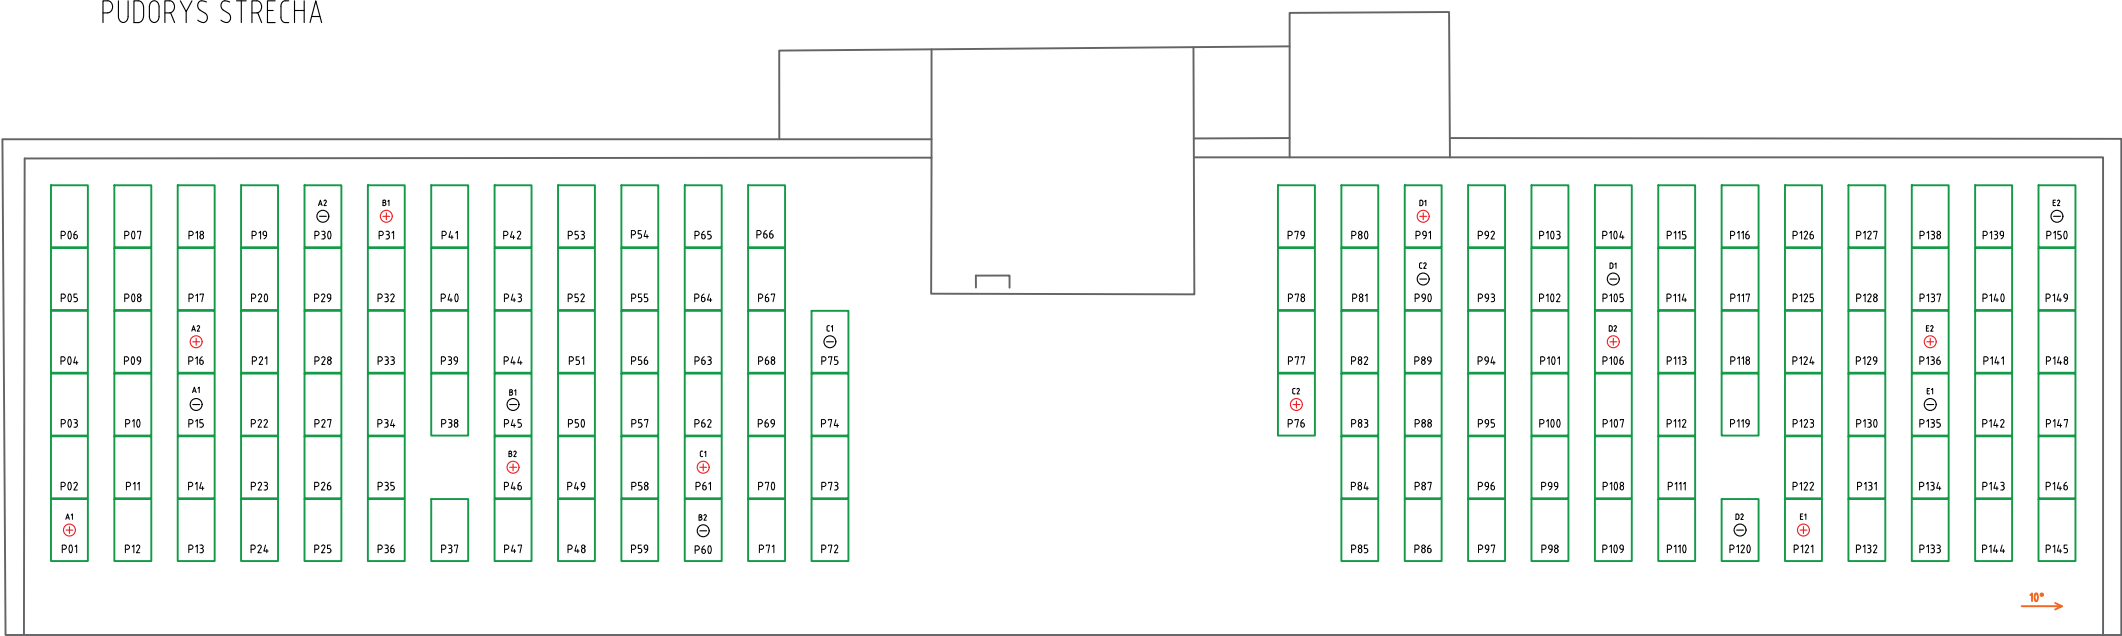 PŮDORYS STRECHA
A2 B1 D1 E2
P06 P07 P18 P19 P30 P31 P41 P42 P53 P54 P65 P66 P79 P80 P91 P92 P103 P104 P115 P116 P126 P127 P138 P139 P150
C2 D1
P05 P08 P17 P20 P29 P32 P40 P43 P52 P55 P64 P67 P78 P81 P90 P93 P102 P105 P114 P117 P125 P128 P137 P140 P149
A2 C1 D2 E2
P04 P09 P16 P21 P28 P33 P39 P44 P51 P56 P63 P68 P75 P77 P82 P89 P94 P101 P106 P113 P118 P124 P129 P136 P141 P148
A1 B1 C2 E1
P03 P10 P15 P22 P27 P34 P38 P45 P50 P57 P62 P69 P74 P76 P83 P88 P95 P100 P107 P112 P119 P123 P130 P135 P142 P147
B2 C1
P02 P11 P14 P23 P26 P35 P46 P49 P58 P61 P70 P73 P84 P87 P96 P99 P108 P111 P122 P131 P134 P143 P146
A1 B2 D2 E1
P01 P12 P13 P24 P25 P36 P37 P47 P48 P59 P60 P71 P72 P85 P86 P97 P98 P109 P110 P120 P121 P132 P133 P144 P145
10°